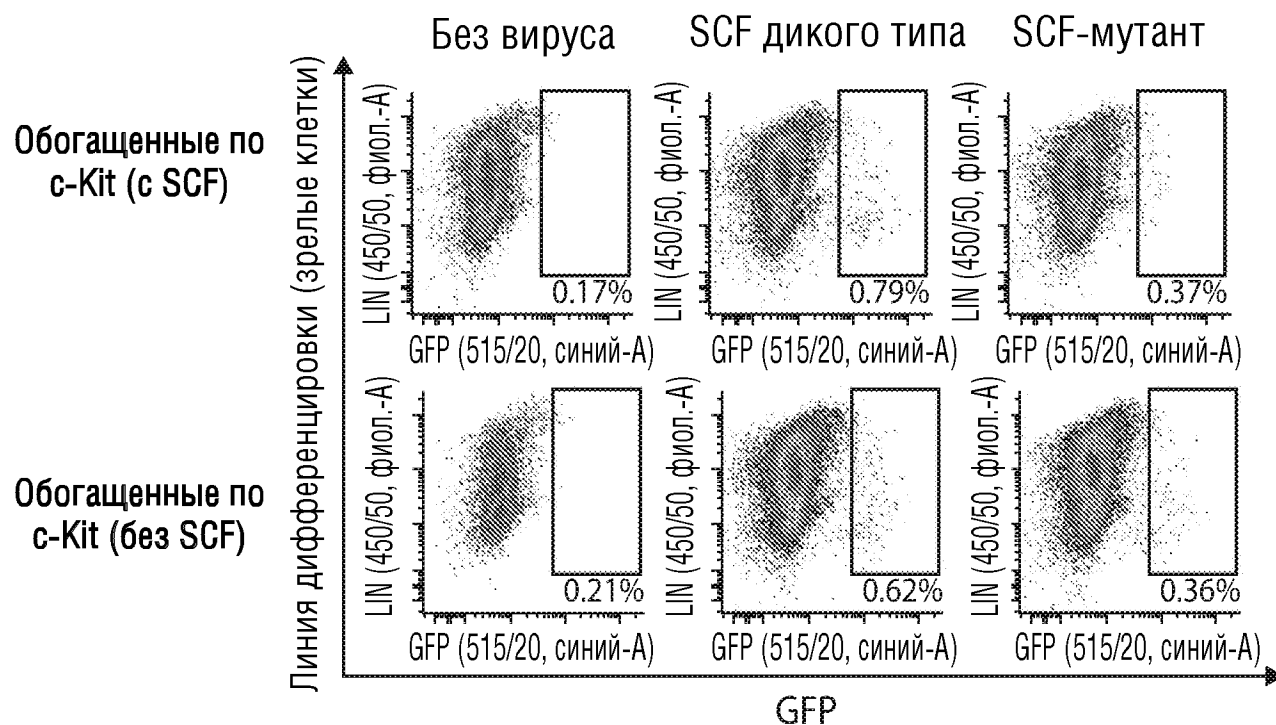 Без вируса
SCF дикого типа
SCF-мутант
Линия дифференцировки (зрелые клетки)
Обогащенные по
c-Kit (с SCF)
LIN (450/50, фиол.-A)
0.17%
GFP (515/20, синий-A)
LIN (450/50, фиол.-A)
0.79%
GFP (515/20, синий-A)
LIN (450/50, фиол.-A)
0.37%
GFP (515/20, синий-A)
Обогащенные по
c-Kit (без SCF)
LIN (450/50, фиол.-A)
0.21%
GFP (515/20, синий-A)
LIN (450/50, фиол.-A)
0.62%
GFP (515/20, синий-A)
LIN (450/50, фиол.-A)
0.36%
GFP (515/20, синий-A)
GFP